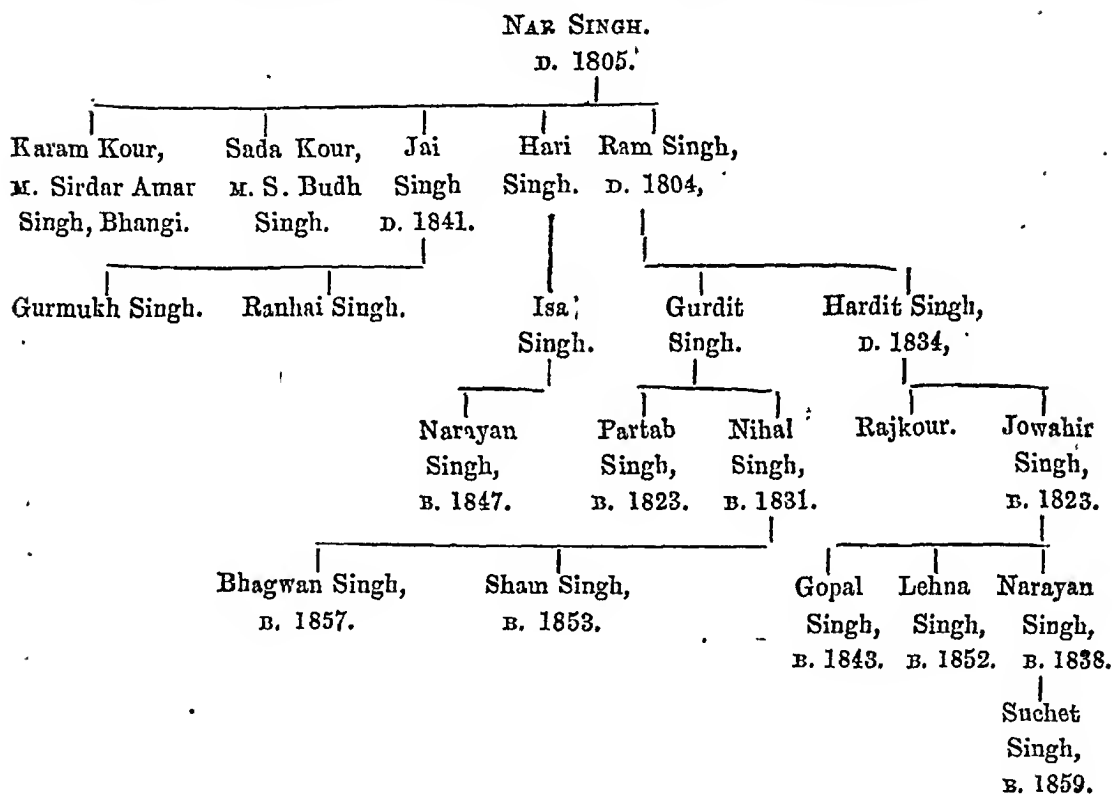 NAR SINGH.
D. 1805.
Karam Kour, Sada Kour, Jai Hari Ram Singh,
M. Sirdar Amar M. S. Budh Singh Singh. D. 1804,
Singh, Bhangi. Singh. D. 1841.
Gurmukh Singh. Ranhai Singh. Isa Gurdit Hardit Singh,
Singh. Singh. D. 1834,
Narayan Partab Nihal Rajkour. Jowahir
Singh, Singh, Singh, Singh,
B. 1847. B. 1823. B. 1831. B. 1823.
Bhagwan Singh, Sham Singh, Gopal Lehna Narayan
B. 1857. B. 1853. Singh, Singh, Singh,
B. 1843. B. 1852. B. 1838.
Suchet
Singh,
B. 1859.